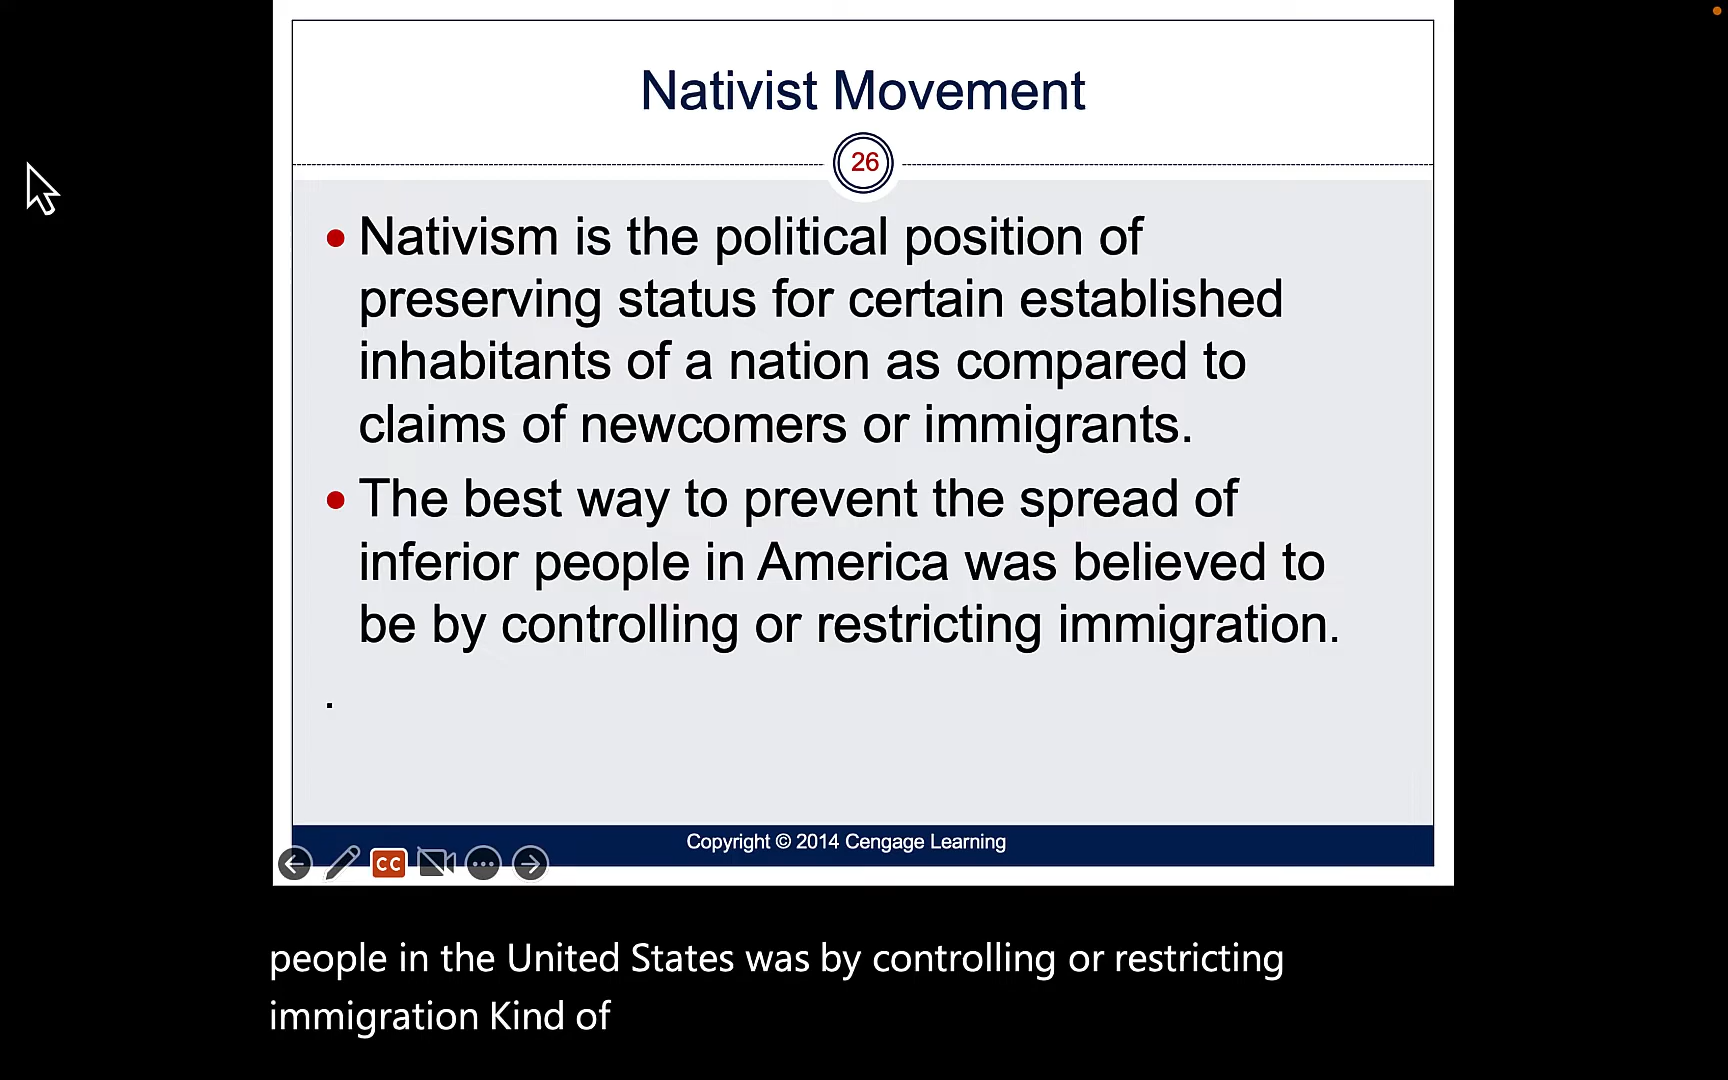 Nativist Movement
26
• Nativism is the political position of
preserving status for certain established
inhabitants of a nation as compared to
claims of newcomers or immigrants.
• The best way to prevent the spread of
inferior people in America was believed to
be by controlling or restricting immigration.
.
Copyright © 2014 Cengage Learning
CC
people in the United States was by controlling or restricting
immigration Kind of